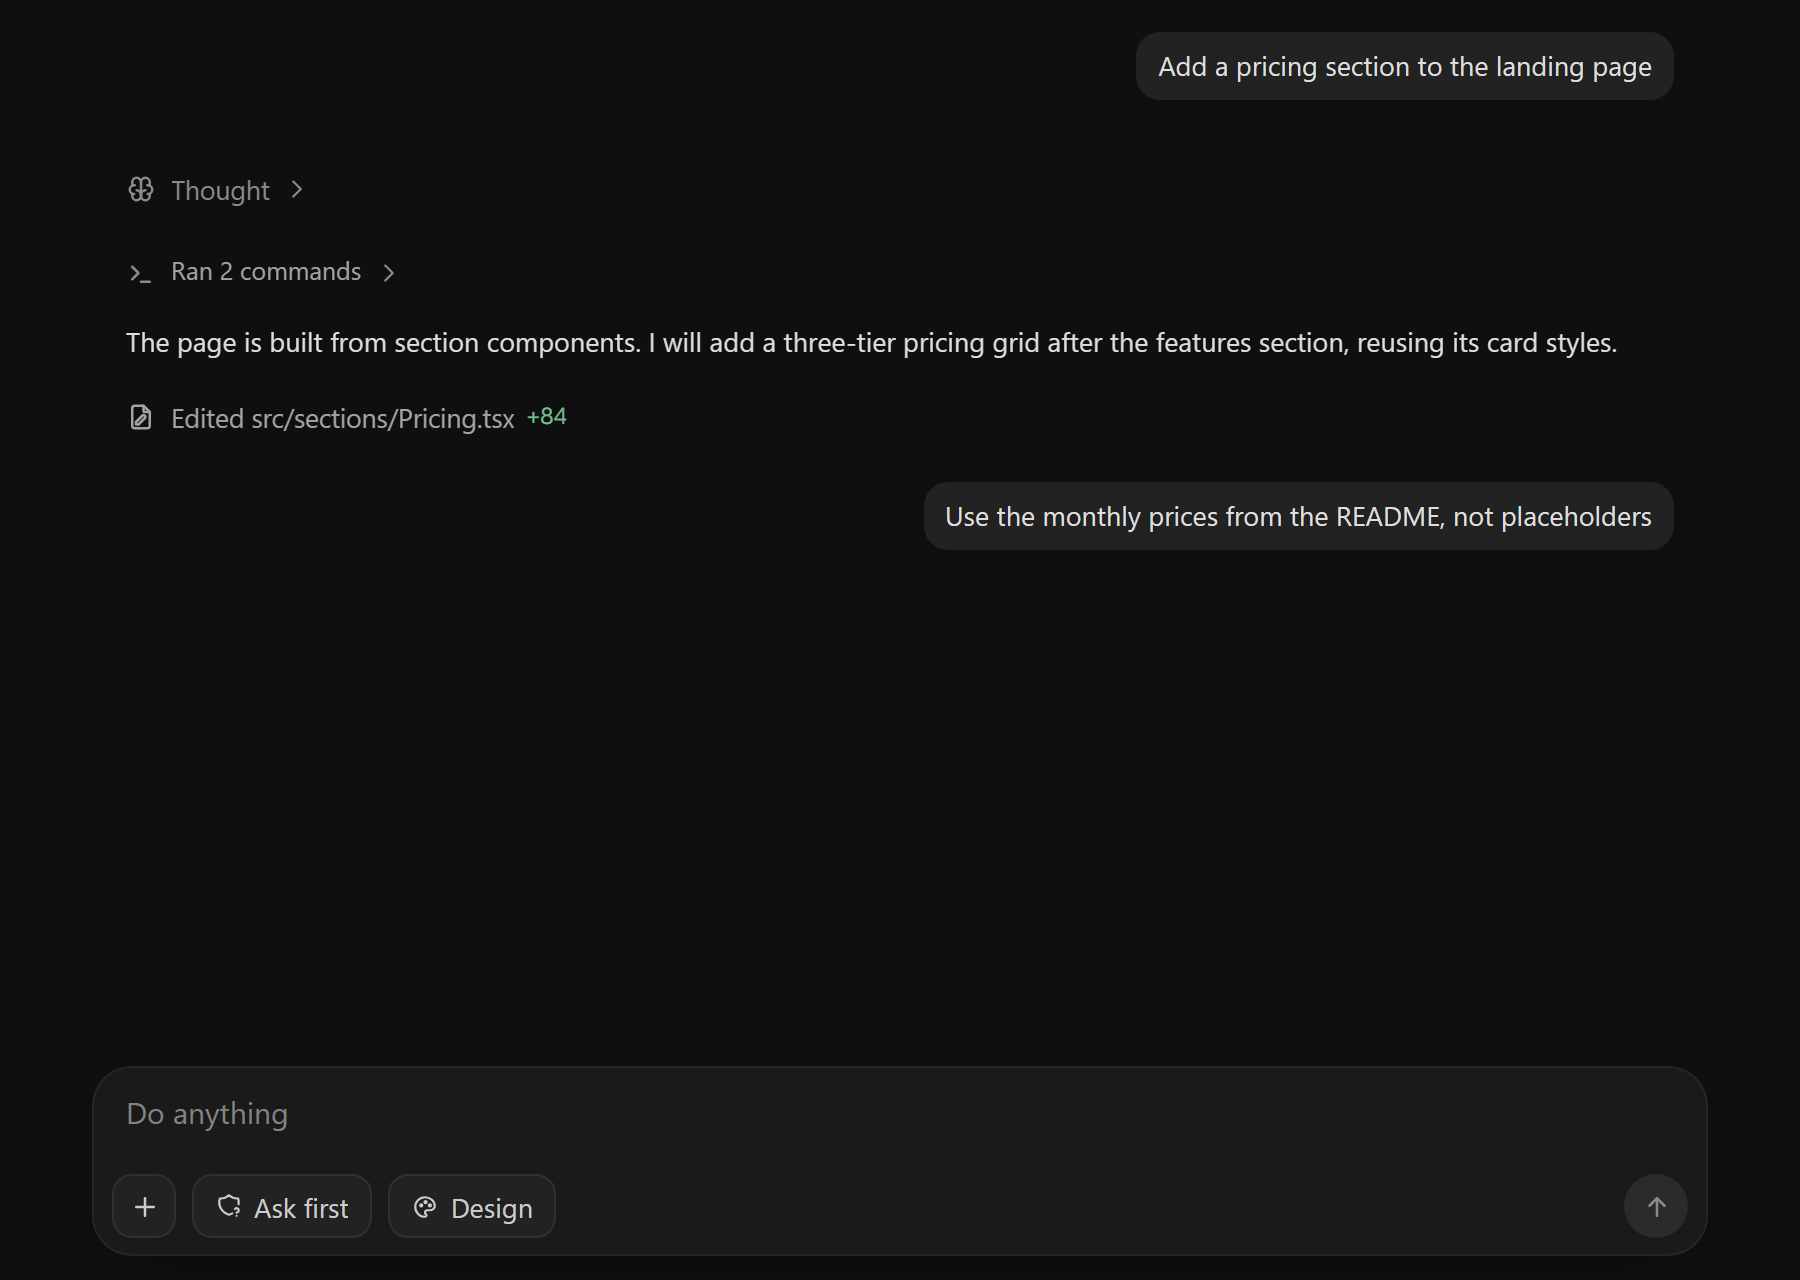 Add a pricing section to the landing page
Thought
Ran 2 commands
The page is built from section components. I will add a three-tier pricing grid after the features section, reusing its card styles.
Edited src/sections/Pricing.tsx +84
Use the monthly prices from the README, not placeholders
Do anything
Ask first
Design